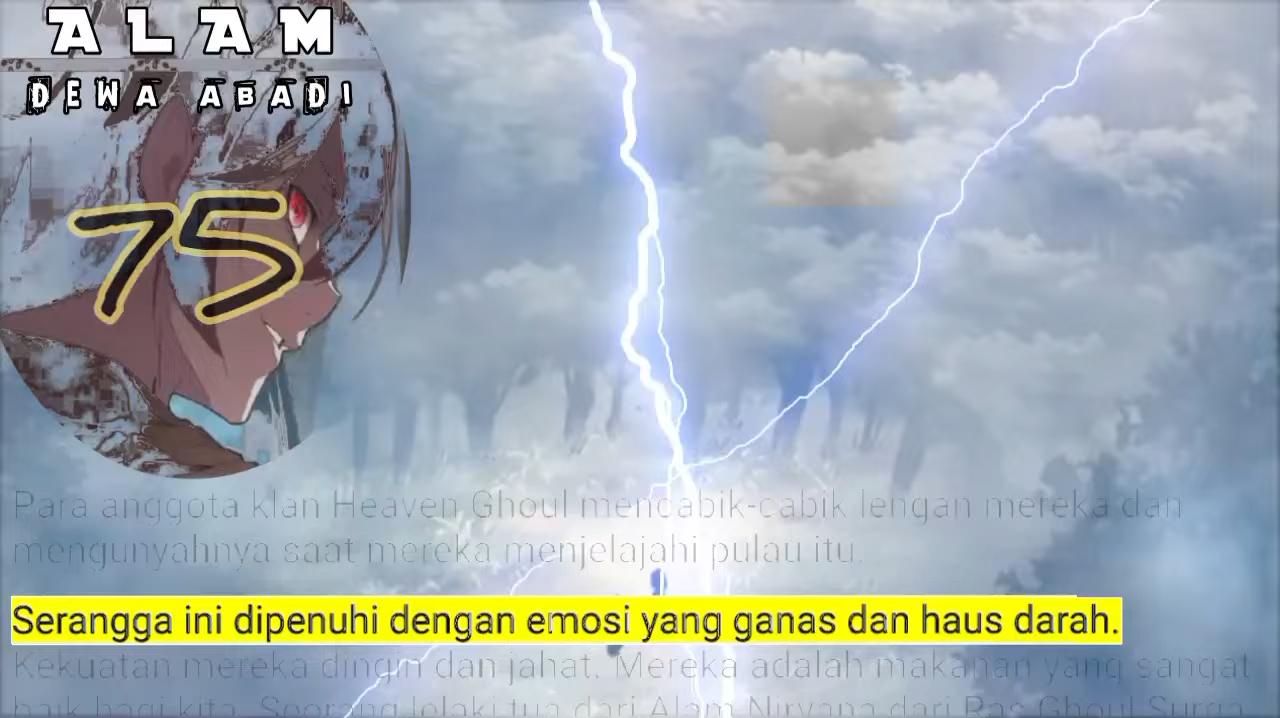 ALAM
DEWA ABADI
75
Para anggota klan Heaven Ghoul mencabik-cabik lengan mereka dan
mengunyahnya saat mereka menjelajahi pulau itu.
Serangga ini dipenuhi dengan emosi yang ganas dan haus darah.
Kekuatan mereka dingin dan jahat. Mereka adalah makanan yang sangat
baik bagi kita. Seorang lelaki tua dari Alam Nirvana dari Ras Ghoul Surga